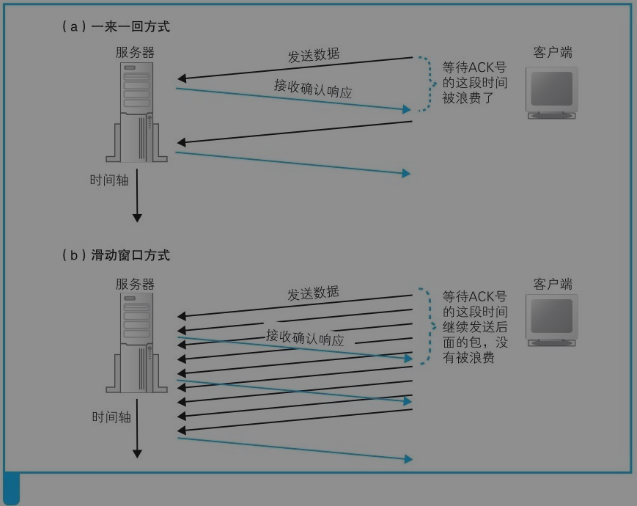 （a）一来一回方式
服务器
发送数据
客户端
等待ACK号
的这段时间
被浪费了
接收确认响应
时间轴
（b）滑动窗口方式
服务器
发送数据
客户端
等待ACK号
的这段时间
继续发送后
面的包，没
有被浪费
接收确认响应
时间轴